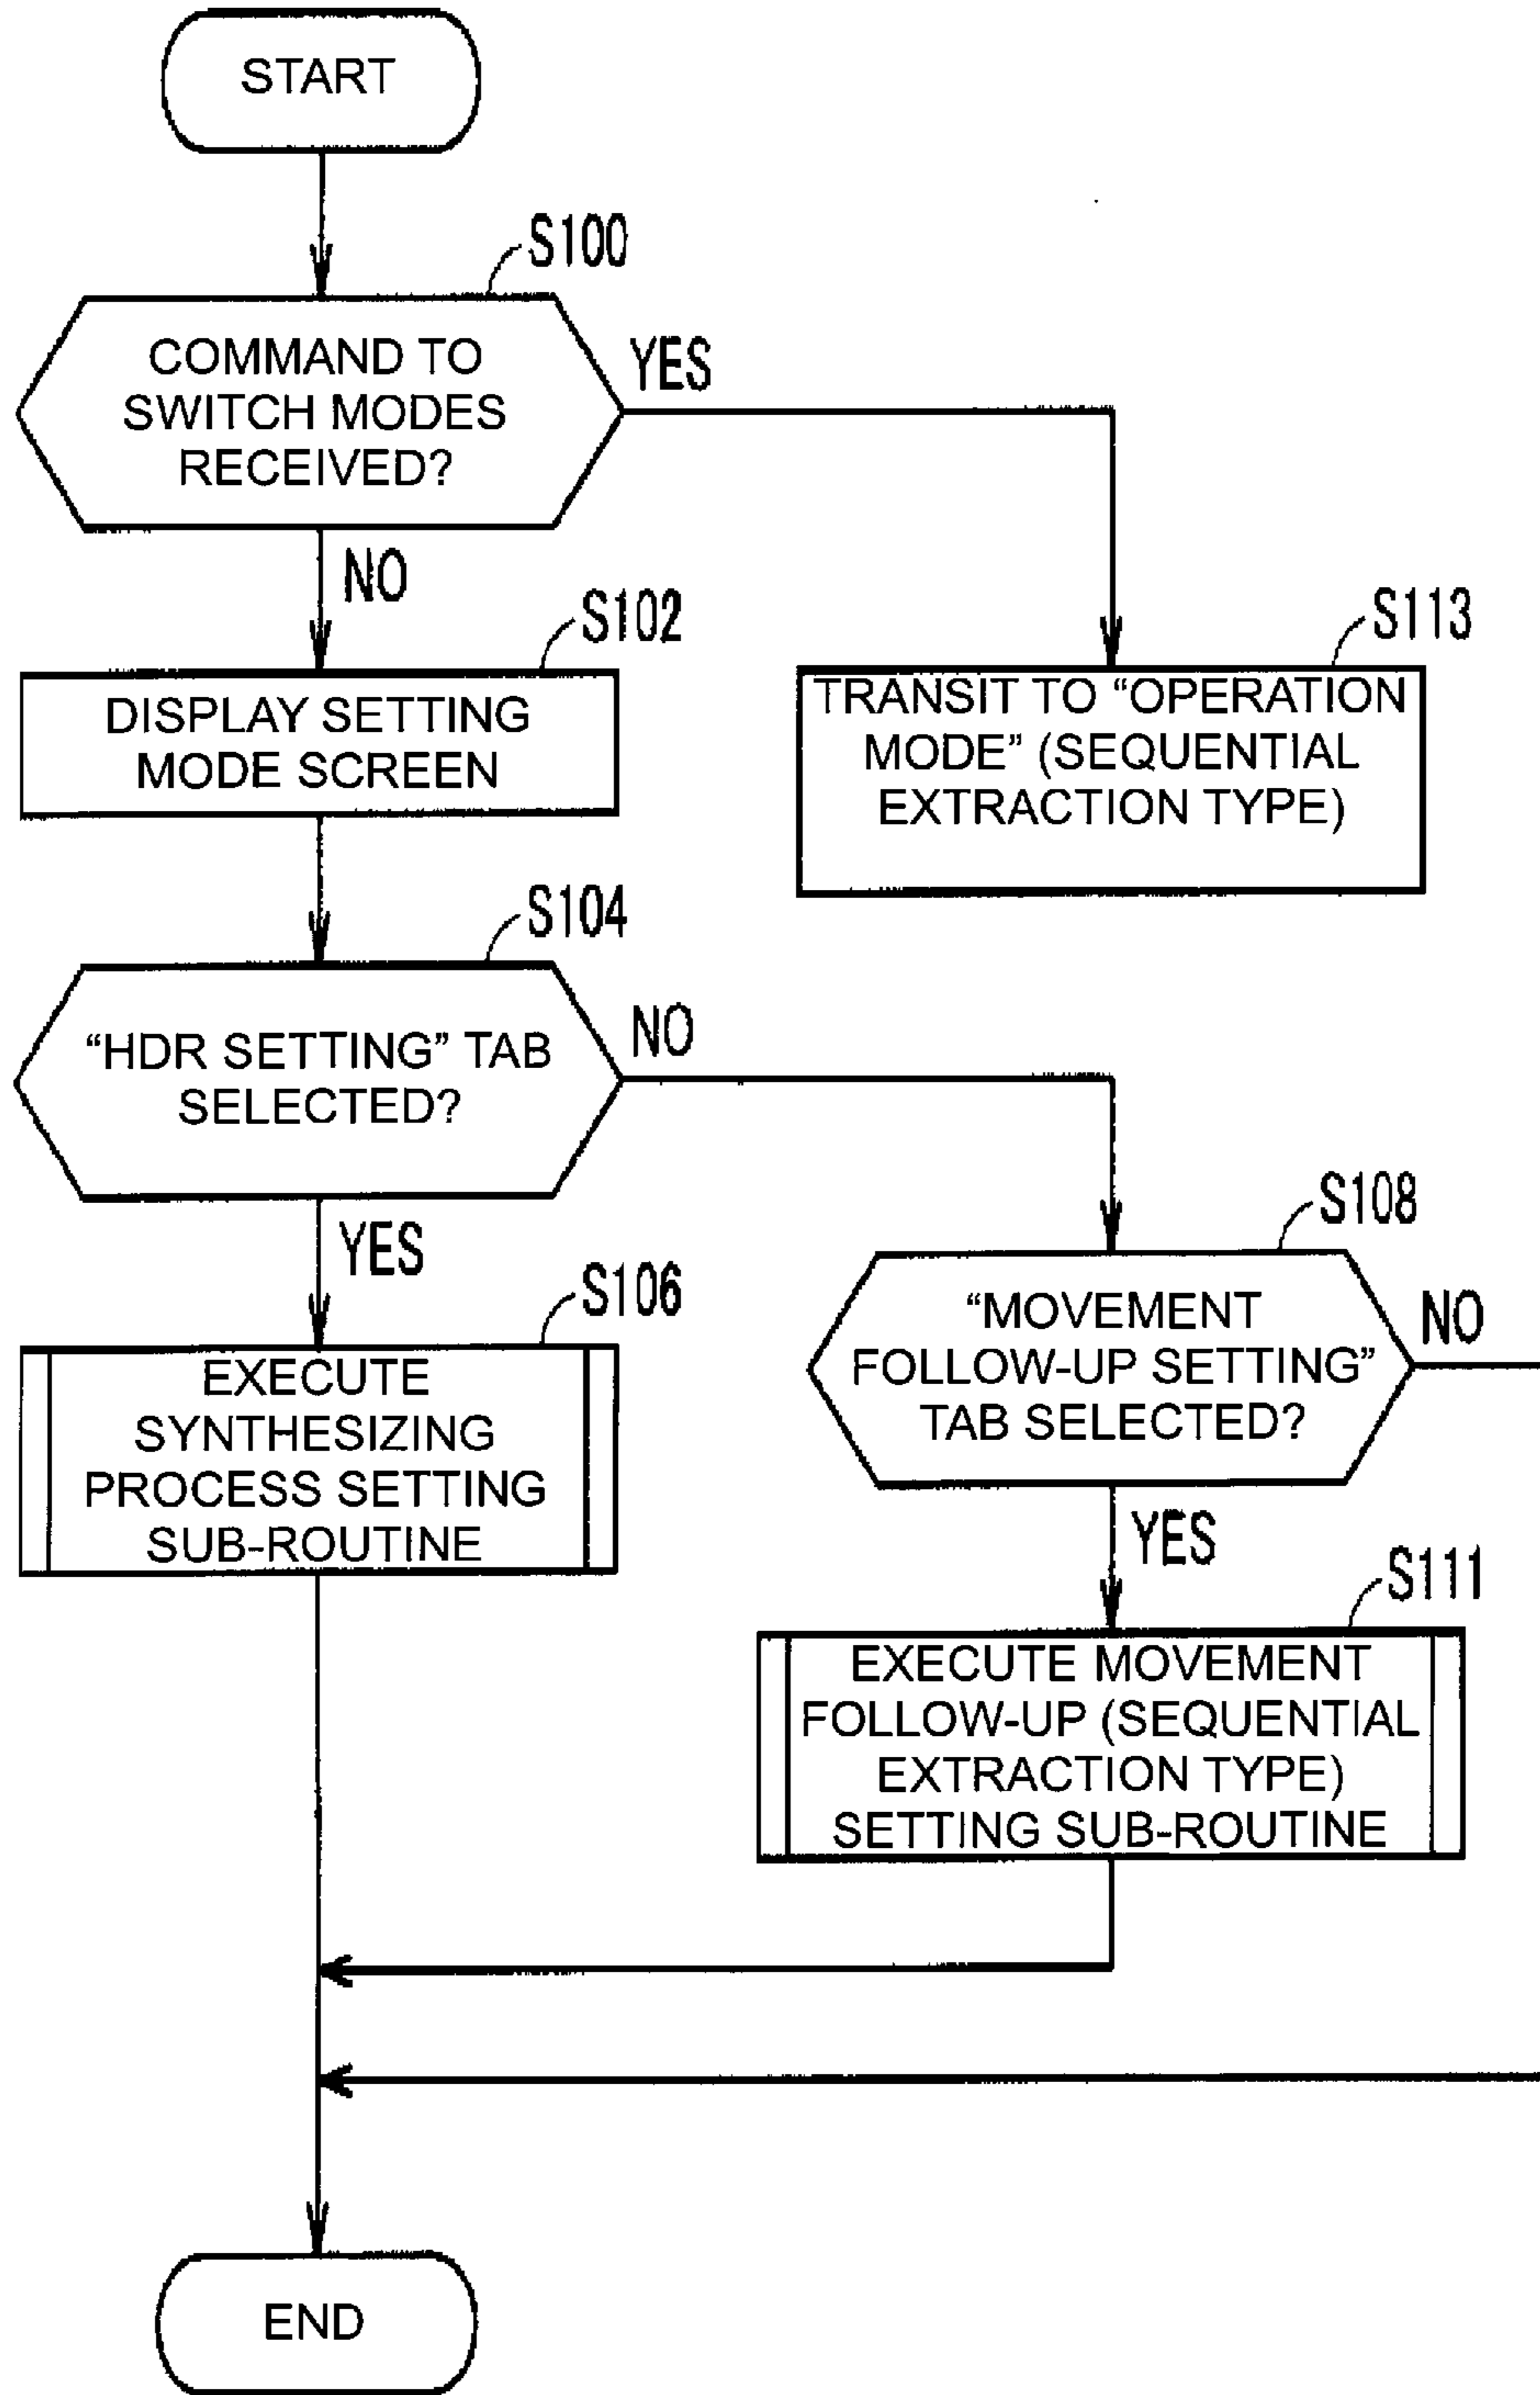 START
S100
COMMAND TO
SWITCH MODES
RECEIVED?
YES
NO
S102
DISPLAY SETTING
MODE SCREEN
S113
TRANSIT TO “OPERATION
MODE” (SEQUENTIAL
EXTRACTION TYPE)
S104
“HDR SETTING” TAB
SELECTED?
NO
YES
S106
EXECUTE
SYNTHESIZING
PROCESS SETTING
SUB-ROUTINE
S108
“MOVEMENT
FOLLOW-UP SETTING”
TAB SELECTED?
NO
YES
S111
EXECUTE MOVEMENT
FOLLOW-UP (SEQUENTIAL
EXTRACTION TYPE)
SETTING SUB-ROUTINE
END